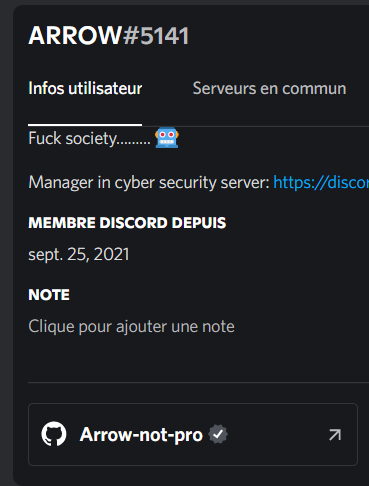 ARROW#5141
Infos utilisateur Serveurs en commun
Fuck society......... 🤖
Manager in cyber security server: https://disco
MEMBRE DISCORD DEPUIS
sept. 25, 2021
NOTE
Clique pour ajouter une note
Arrow-not-pro